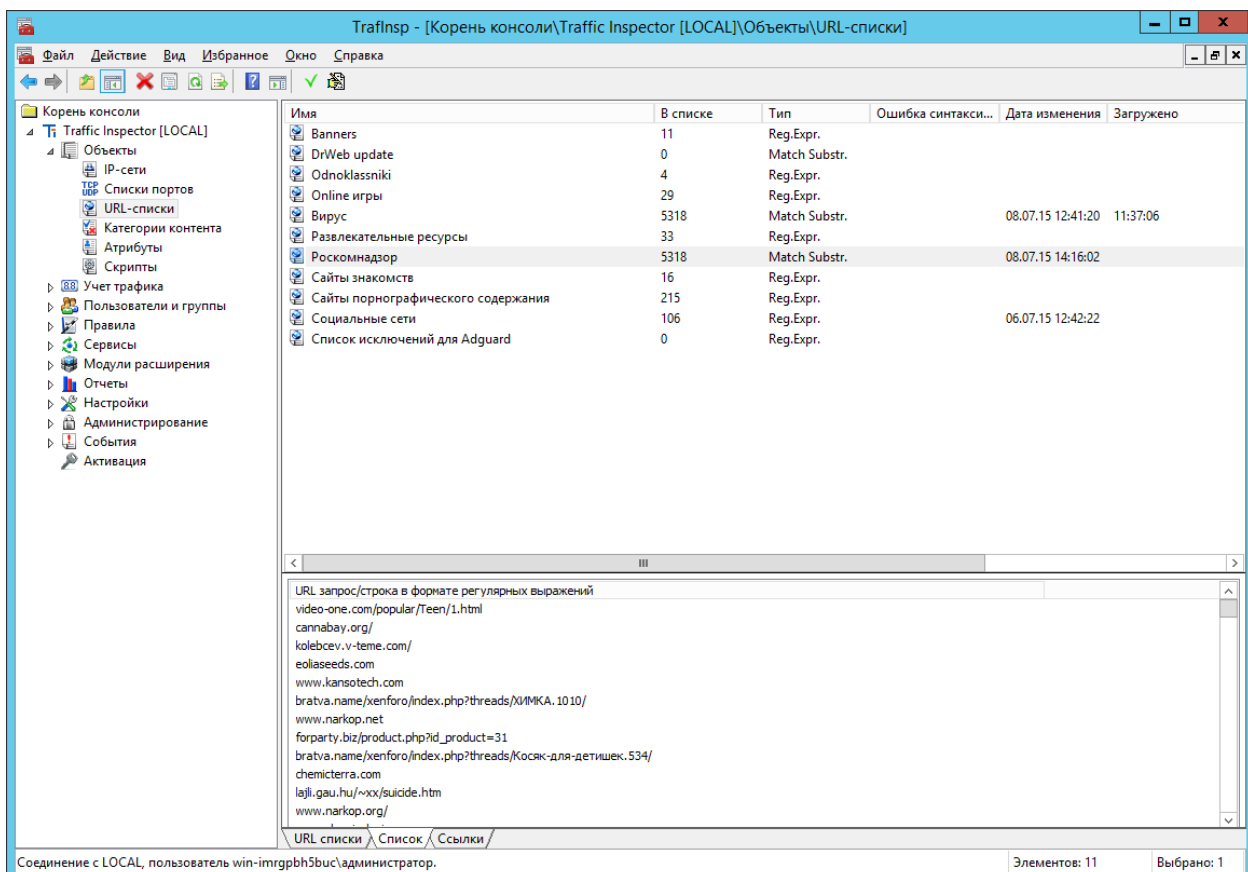 TrafInsp - [Корень консоли\Traffic Inspector [LOCAL]\Объекты\URL-списки]
Файл Действие Вид Избранное Окно Справка
Корень консоли
Traffic Inspector [LOCAL]
Объекты
IP-сети
TCP UDP Списки портов
URL-списки
Категории контента
Атрибуты
Скрипты
Учет трафика
Пользователи и группы
Правила
Сервисы
Модули расширения
Отчеты
Настройки
Администрирование
События
Активация
Имя В списке Тип Ошибка синтакси... Дата изменения Загружено
Banners 11 Reg.Expr.
DrWeb update 0 Match Substr.
Odnoklassniki 4 Reg.Expr.
Online игры 29 Reg.Expr.
Вирус 5318 Match Substr. 08.07.15 12:41:20 11:37:06
Развлекательные ресурсы 33 Reg.Expr.
Роскомнадзор 5318 Match Substr. 08.07.15 14:16:02
Сайты знакомств 16 Reg.Expr.
Сайты порнографического содержания 215 Reg.Expr.
Социальные сети 106 Reg.Expr. 06.07.15 12:42:22
Список исключений для Adguard 0 Reg.Expr.
URL запрос/строка в формате регулярных выражений
video-one.com/popular/Teen/1.html
cannabay.org/
kolebcev.v-teme.com/
eoliaseeds.com
www.kansotech.com
bratva.name/xenforo/index.php?threads/ХИМКА.1010/
www.narkop.net
forparty.biz/product.php?id_product=31
bratva.name/xenforo/index.php?threads/Косяк-для-детишек.534/
chemicterra.com
lajli.gau.hu/~xx/suicide.htm
www.narkop.org/
URL списки Список Ссылки
Соединение с LOCAL, пользователь win-imrgpbh5buc\администратор. Элементов: 11 Выбрано: 1